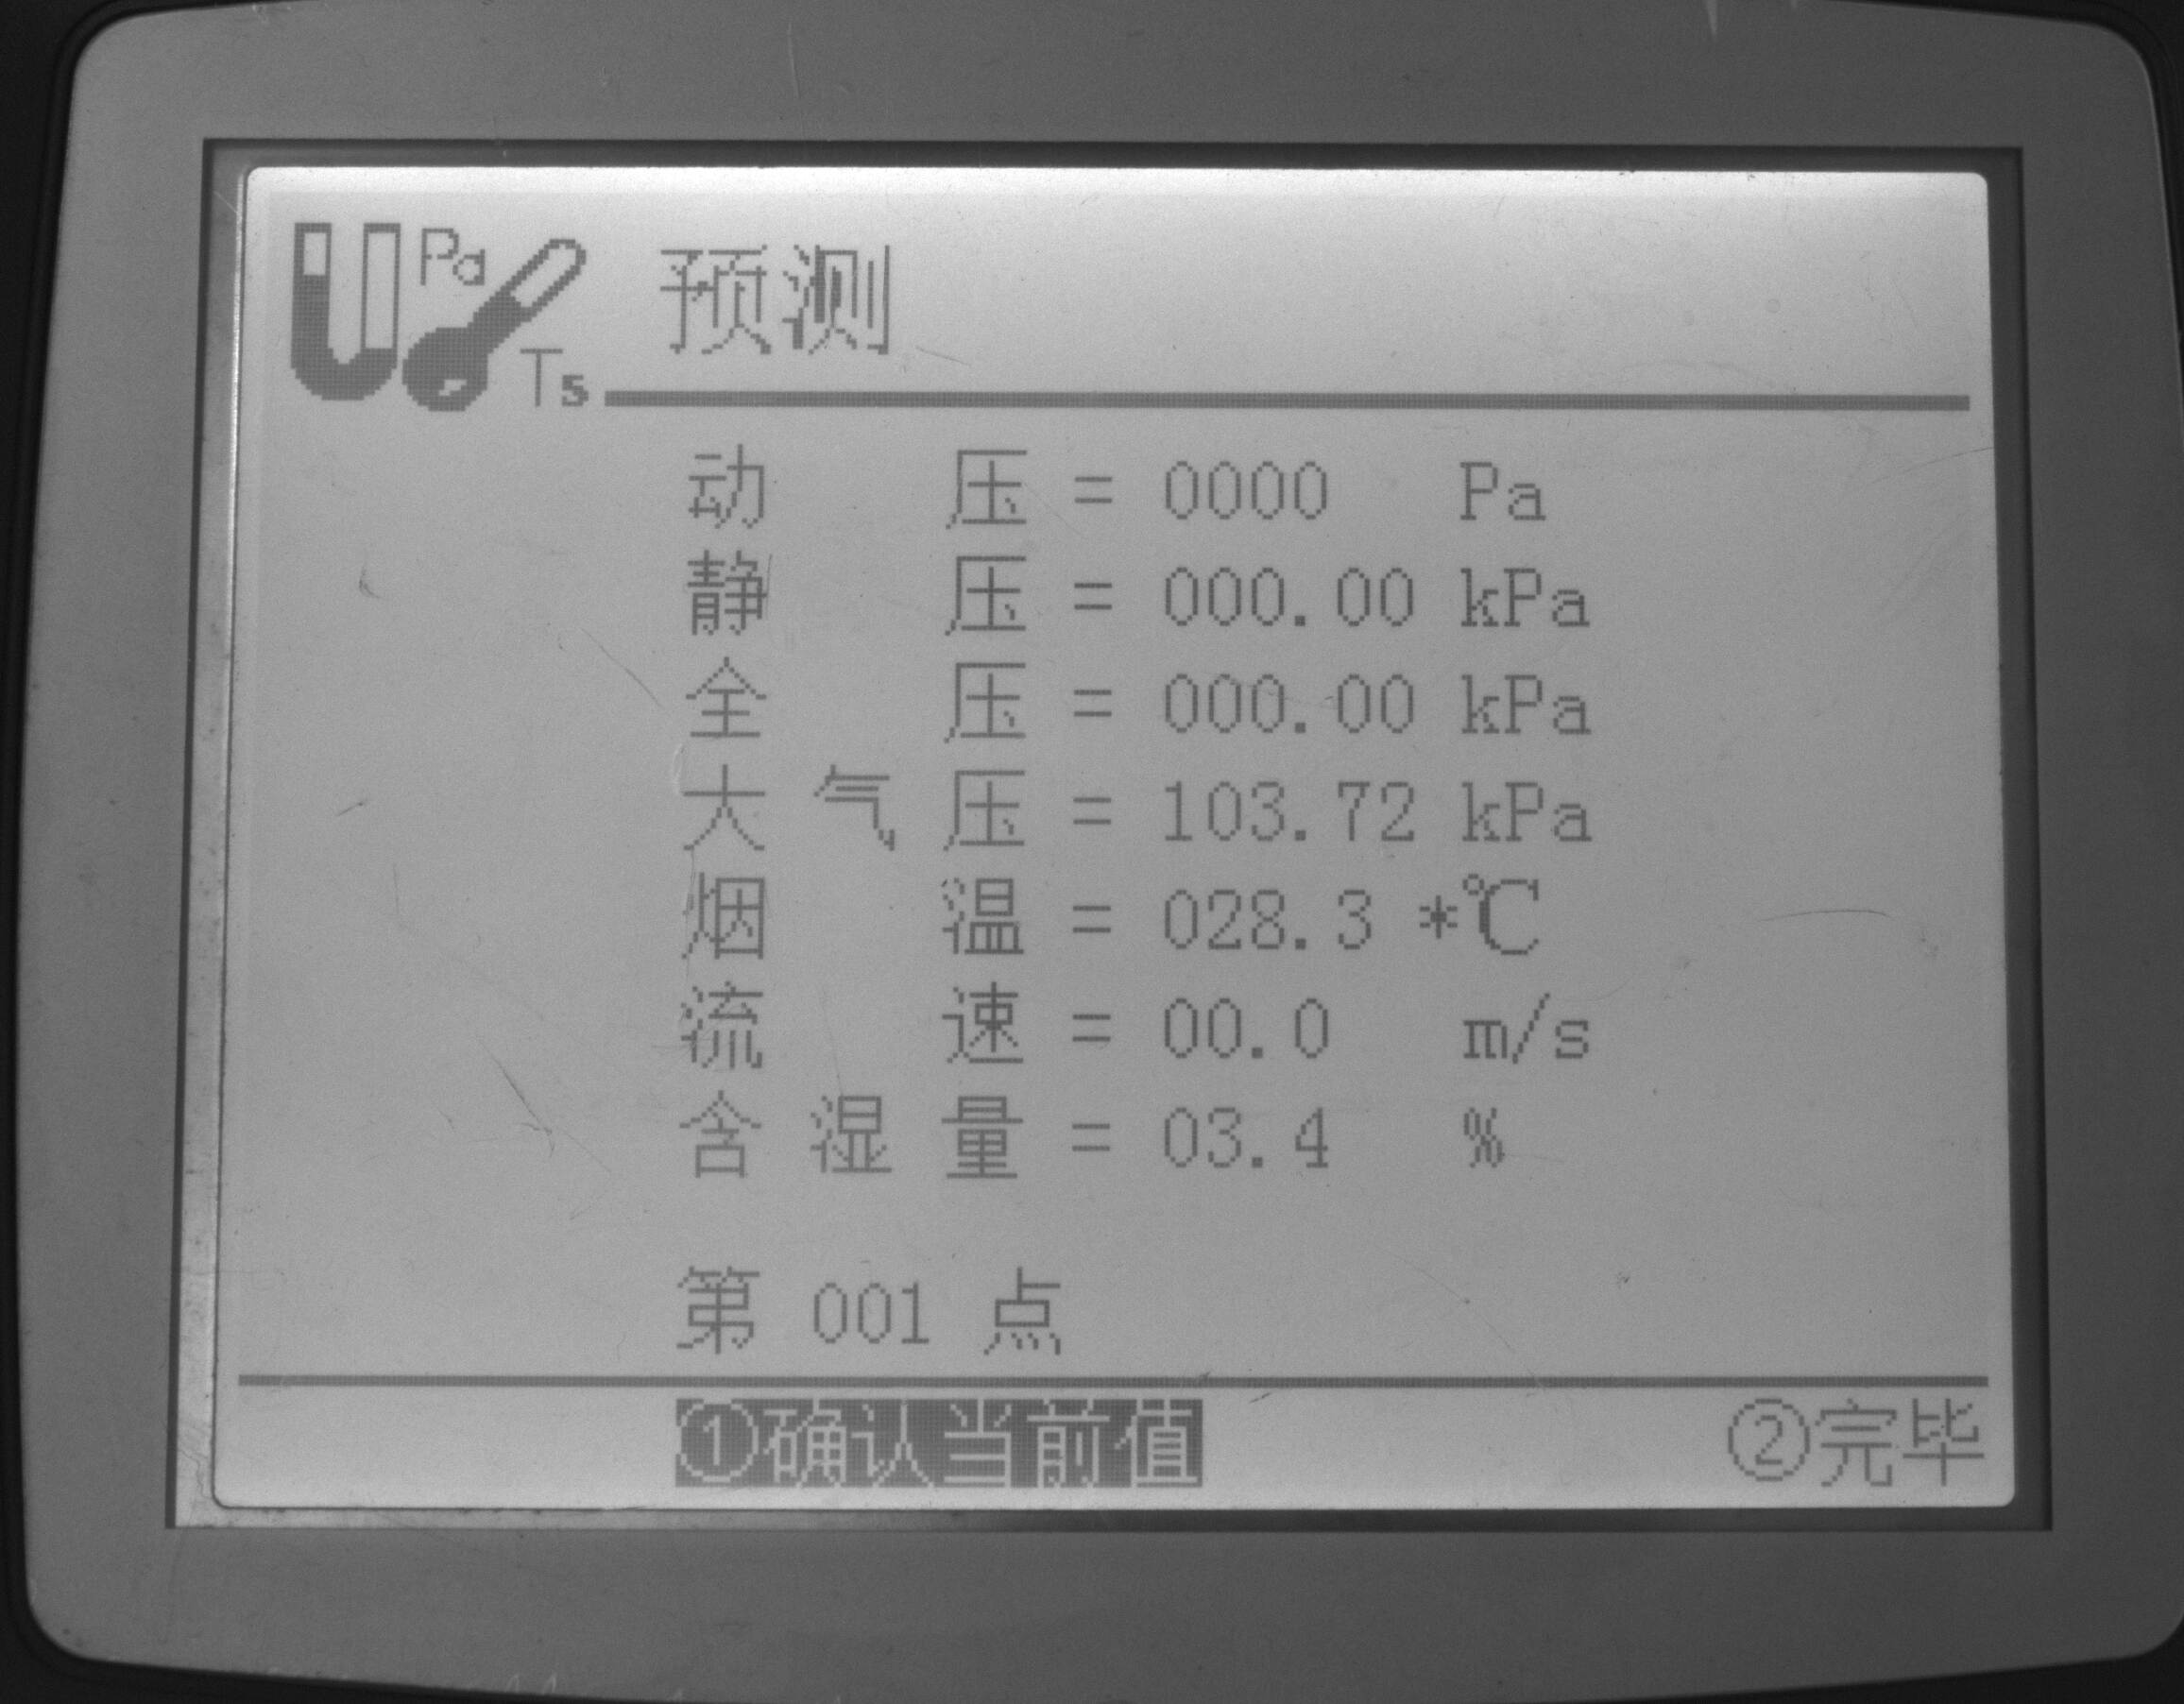 Pa
Ts
预测
动 压 = 0000 Pa
静 压 = 000.00 kPa
全 压 = 000.00 kPa
大 气 压 = 103.72 kPa
烟 温 = 028.3 *℃
流 速 = 00.0 m/s
含 湿 量 = 03.4 %
第 001 点
①确认当前值 ②完毕